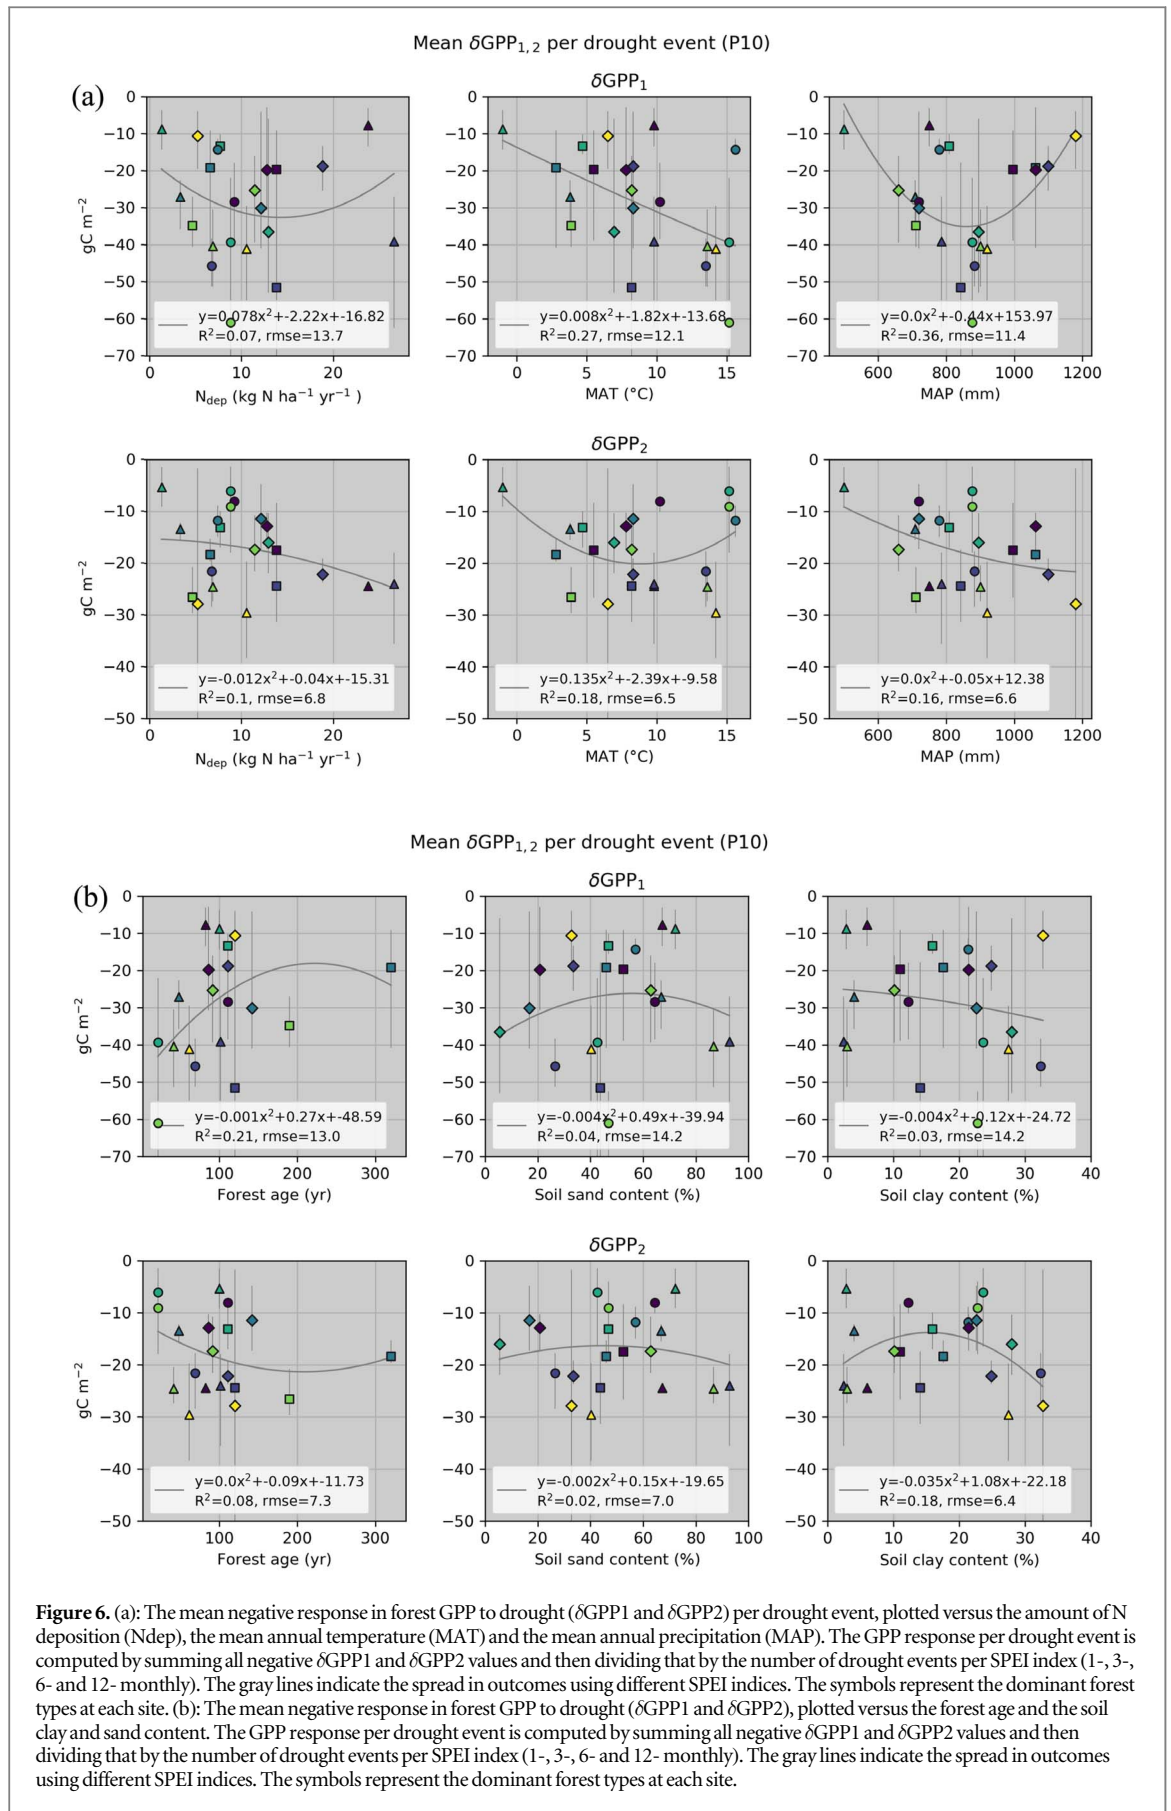 Mean δGPP1, 2 per drought event (P10)
(a)
δGPP1
0
−10
−20
−30
−40
−50
−60
−70
gC m−2
y=0.078x2+-2.22x+-16.82
R2=0.07, rmse=13.7
0 10 20
Ndep (kg N ha−1 yr−1 )
y=0.008x2+-1.82x+-13.68
R2=0.27, rmse=12.1
0 5 10 15
MAT (°C)
y=0.0x2+-0.44x+153.97
R2=0.36, rmse=11.4
600 800 1000 1200
MAP (mm)
δGPP2
0
−10
−20
−30
−40
−50
gC m−2
y=-0.012x2+-0.04x+-15.31
R2=0.1, rmse=6.8
0 10 20
Ndep (kg N ha−1 yr−1 )
y=0.135x2+-2.39x+-9.58
R2=0.18, rmse=6.5
0 5 10 15
MAT (°C)
y=0.0x2+-0.05x+12.38
R2=0.16, rmse=6.6
600 800 1000 1200
MAP (mm)
Mean δGPP1, 2 per drought event (P10)
(b)
δGPP1
0
−10
−20
−30
−40
−50
−60
−70
gC m−2
y=-0.001x2+0.27x+-48.59
R2=0.21, rmse=13.0
100 200 300
Forest age (yr)
y=-0.004x2+0.49x+-39.94
R2=0.04, rmse=14.2
0 20 40 60 80 100
Soil sand content (%)
y=-0.004x2+-0.12x+-24.72
R2=0.03, rmse=14.2
0 10 20 30 40
Soil clay content (%)
δGPP2
0
−10
−20
−30
−40
−50
gC m−2
y=0.0x2+-0.09x+-11.73
R2=0.08, rmse=7.3
100 200 300
Forest age (yr)
y=-0.002x2+0.15x+-19.65
R2=0.02, rmse=7.0
0 20 40 60 80 100
Soil sand content (%)
y=-0.035x2+1.08x+-22.18
R2=0.18, rmse=6.4
0 10 20 30 40
Soil clay content (%)
Figure 6. (a): The mean negative response in forest GPP to drought (δGPP1 and δGPP2) per drought event, plotted versus the amount of N
deposition (Ndep), the mean annual temperature (MAT) and the mean annual precipitation (MAP). The GPP response per drought event is
computed by summing all negative δGPP1 and δGPP2 values and then dividing that by the number of drought events per SPEI index (1-, 3-,
6- and 12- monthly). The gray lines indicate the spread in outcomes using different SPEI indices. The symbols represent the dominant forest
types at each site. (b): The mean negative response in forest GPP to drought (δGPP1 and δGPP2), plotted versus the forest age and the soil
clay and sand content. The GPP response per drought event is computed by summing all negative δGPP1 and δGPP2 values and then
dividing that by the number of drought events per SPEI index (1-, 3-, 6- and 12- monthly). The gray lines indicate the spread in outcomes
using different SPEI indices. The symbols represent the dominant forest types at each site.